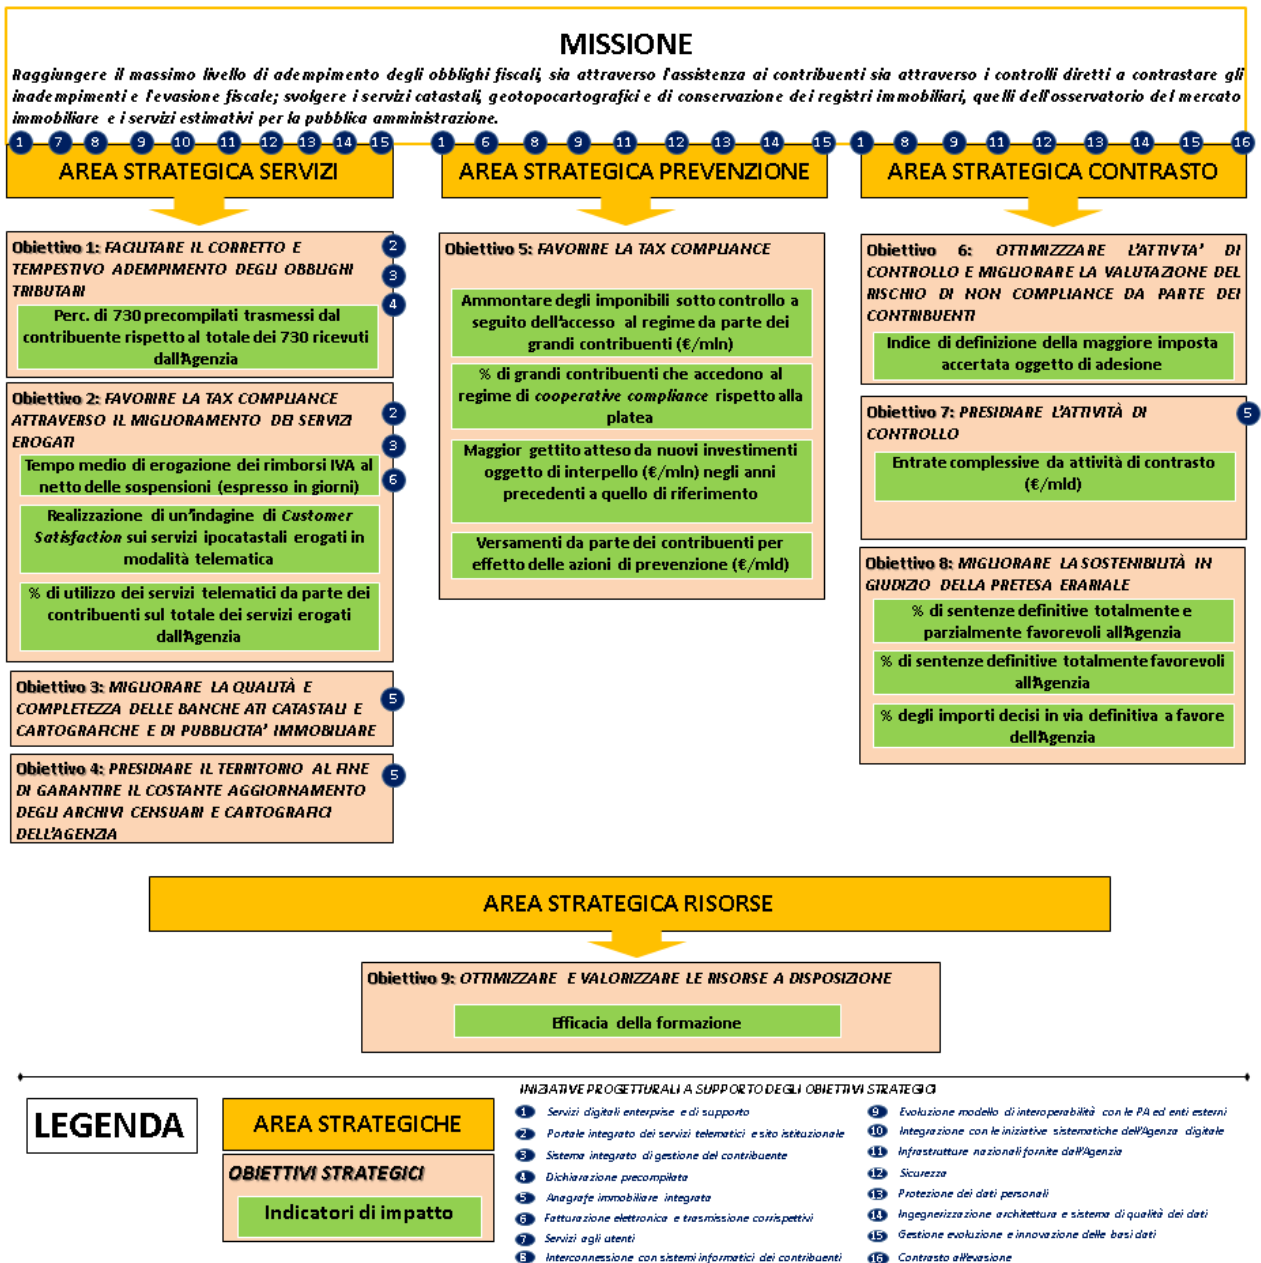 MISSIONE
Raggiungere il massimo livello di adempimento degli obblighi fiscali, sia attraverso l'assistenza ai contribuenti sia attraverso i controlli diretti a contrastare gli
inadempimenti e l'evasione fiscale; svolgere i servizi catastali, geotopocartografici e di conservazione dei registri immobiliari, quelli dell'osservatorio del mercato
immobiliare e i servizi estimativi per la pubblica amministrazione.
1 7 8 9 10 11 12 13 14 15
AREA STRATEGICA SERVIZI
1 6 8 9 11 12 13 14 15
AREA STRATEGICA PREVENZIONE
1 8 9 11 12 13 14 15 16
AREA STRATEGICA CONTRASTO
Obiettivo 1: FACILITARE IL CORRETTO E
TEMPESTIVO ADEMPIMENTO DEGLI OBBLIGHI
TRIBUTARI
2
3
4
Perc. di 730 precompilati trasmessi dal
contribuente rispetto al totale dei 730 ricevuti
dall'Agenzia
Obiettivo 2: FAVORIRE LA TAX COMPLIANCE
ATTRAVERSO IL MIGLIORAMENTO DEI SERVIZI
EROGATI
2
3
6
Tempo medio di erogazione dei rimborsi IVA al
netto delle sospensioni (espresso in giorni)
Realizzazione di un'indagine di Customer
Satisfaction sui servizi ipocatastali erogati in
modalità telematica
% di utilizzo dei servizi telematici da parte dei
contribuenti sul totale dei servizi erogati
dall'Agenzia
Obiettivo 3: MIGLIORARE LA QUALITÀ E
COMPLETEZZA DELLE BANCHE ATI CATASTALI E
CARTOGRAFICHE E DI PUBBLICITA' IMMOBILIARE
5
Obiettivo 4: PRESIDIARE IL TERRITORIO AL FINE
DI GARANTIRE IL COSTANTE AGGIORNAMENTO
DEGLI ARCHIVI CENSUARI E CARTOGRAFICI
DELL'AGENZIA
5
Obiettivo 5: FAVORIRE LA TAX COMPLIANCE
Ammontare degli imponibili sotto controllo a
seguito dell'accesso al regime da parte dei
grandi contribuenti (€/mln)
% di grandi contribuenti che accedono al
regime di cooperative compliance rispetto alla
platea
Maggior gettito atteso da nuovi investimenti
oggetto di interpello (€/mln) negli anni
precedenti a quello di riferimento
Versamenti da parte dei contribuenti per
effetto delle azioni di prevenzione (€/mld)
Obiettivo 6: OTTIMIZZZARE L'ATTIVTA' DI
CONTROLLO E MIGLIORARE LA VALUTAZIONE DEL
RISCHIO DI NON COMPLIANCE DA PARTE DEI
CONTRIBUENTI
Indice di definizione della maggiore imposta
accertata oggetto di adesione
Obiettivo 7: PRESIDIARE L'ATTIVITÀ DI
CONTROLLO
5
Entrate complessive da attività di contrasto
(€/mld)
Obiettivo 8: MIGLIORARE LA SOSTENIBILITÀ IN
GIUDIZIO DELLA PRETESA ERARIALE
% di sentenze definitive totalmente e
parzialmente favorevoli all'Agenzia
% di sentenze definitive totalmente favorevoli
all'Agenzia
% degli importi decisi in via definitiva a favore
dell'Agenzia
AREA STRATEGICA RISORSE
Obiettivo 9: OTTIMIZZARE E VALORIZZARE LE RISORSE A DISPOSIZIONE
Efficacia della formazione
LEGENDA
AREA STRATEGICHE
OBIETTIVI STRATEGICI
Indicatori di impatto
INIZIATIVE PROGETTURALI A SUPPORTO DEGLI OBIETTIVI STRATEGICI
1 Servizi digitali enterprise e di supporto
2 Portale integrato dei servizi telematici e sito istituzionale
3 Sistema integrato di gestione del contribuente
4 Dichiarazione precompilata
5 Anagrafe immobiliare integrata
6 Fatturazione elettronica e trasmissione corrispettivi
7 Servizi agli utenti
8 Interconnessione con sistemi informatici dei contribuenti
9 Evoluzione modello di interoperabilità con le PA ed enti esterni
10 Integrazione con le iniziative sistematiche dell'Agenza digitale
11 Infrastrutture nazionali fornite dall'Agenzia
12 Sicurezza
13 Protezione dei dati personali
14 Ingegnerizzazione architettura e sistema di qualità dei dati
15 Gestione evoluzione e innovazione delle basi dati
16 Contrasto all'evasione